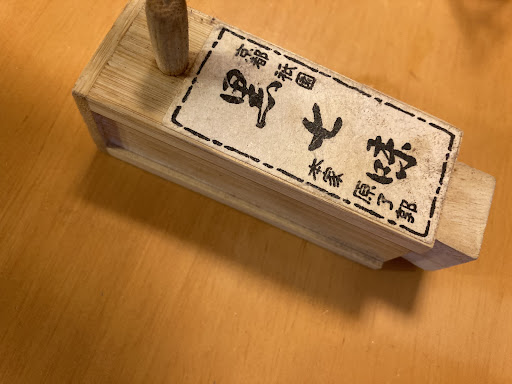 京都 祇園
黒七味
本家 原了郭